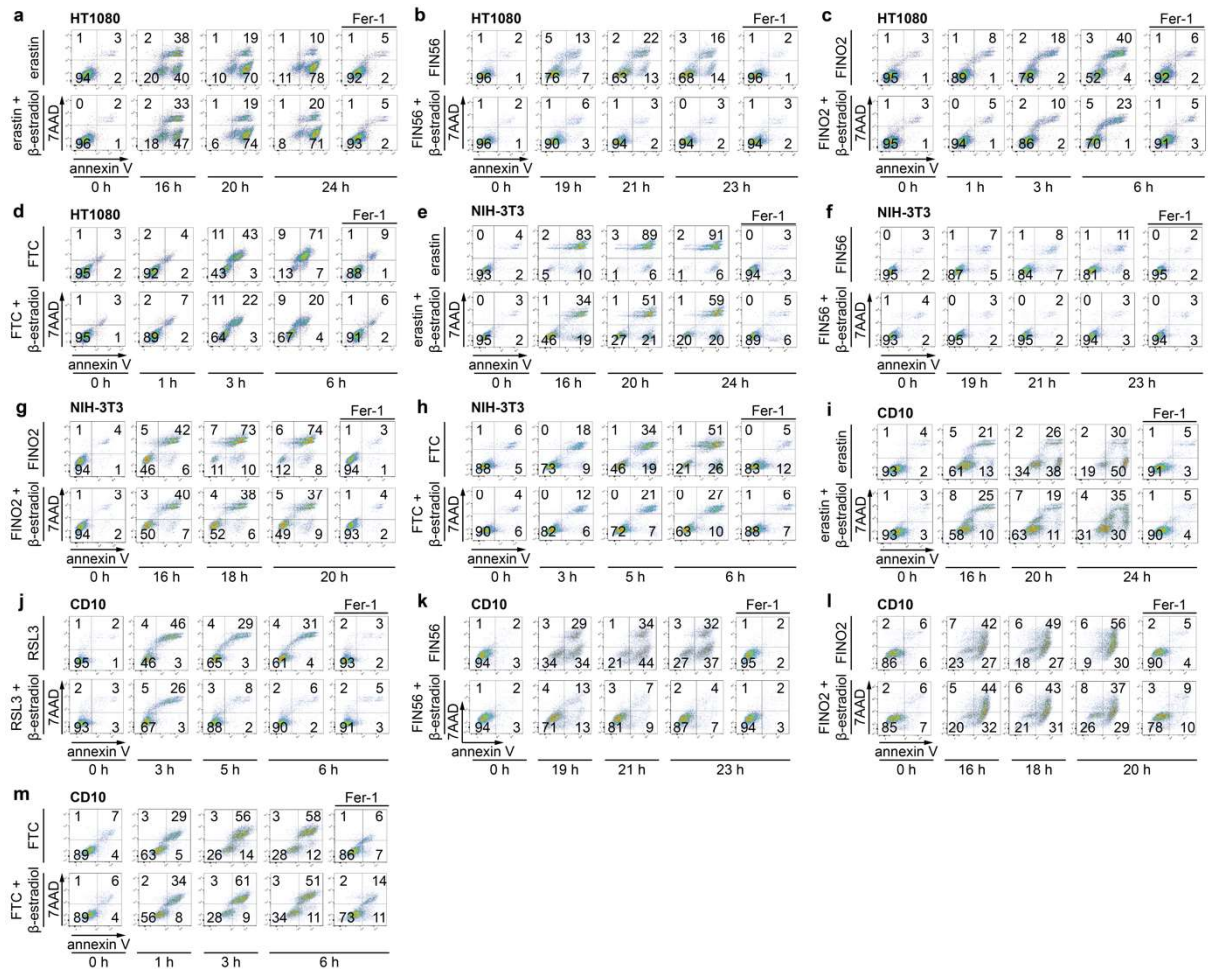 a HT1080 Fer-1
erastin
1 3 2 38 1 19 1 10 1 5
94 2 20 40 10 70 11 78 92 2
erastin + β-estradiol
7AAD
0 2 2 33 1 19 1 20 1 5
96 1 18 47 6 74 8 71 93 2
annexin V
0 h 16 h 20 h 24 h
b HT1080 Fer-1
FIN56
1 2 5 13 2 22 3 16 1 2
96 1 76 7 63 13 68 14 96 1
FIN56 + β-estradiol
7AAD
1 2 1 6 1 3 0 3 1 3
96 1 90 3 94 2 94 2 94 2
annexin V
0 h 19 h 21 h 23 h
c HT1080 Fer-1
FINO2
1 3 1 8 2 18 3 40 1 6
95 1 89 1 78 2 52 4 92 2
FINO2 + β-estradiol
7AAD
1 3 0 5 2 10 5 23 1 5
95 1 94 1 86 2 70 1 91 3
annexin V
0 h 1 h 3 h 6 h
d HT1080 Fer-1
FTC
1 3 2 4 11 43 9 71 1 9
95 2 92 2 43 3 13 7 88 1
FTC + β-estradiol
7AAD
1 3 2 7 11 22 9 20 1 6
95 1 89 2 64 3 67 4 91 2
annexin V
0 h 1 h 3 h 6 h
e NIH-3T3 Fer-1
erastin
0 4 2 83 3 89 2 91 0 3
93 2 5 10 1 6 1 6 94 3
erastin + β-estradiol
7AAD
0 3 1 34 1 51 1 59 0 5
95 2 46 19 27 21 20 20 89 6
annexin V
0 h 16 h 20 h 24 h
f NIH-3T3 Fer-1
FIN56
0 3 1 7 1 8 1 11 0 2
95 2 87 5 84 7 81 8 95 2
FIN56 + β-estradiol
7AAD
1 4 0 3 0 2 0 3 0 3
93 2 95 2 95 2 94 3 94 3
annexin V
0 h 19 h 21 h 23 h
g NIH-3T3 Fer-1
FINO2
1 4 5 42 7 73 6 74 1 3
94 1 46 6 11 10 12 8 94 1
FINO2 + β-estradiol
7AAD
1 3 3 40 4 38 5 37 1 4
94 2 50 7 52 6 49 9 93 2
annexin V
0 h 16 h 18 h 20 h
h NIH-3T3 Fer-1
FTC
1 6 0 18 1 34 1 51 0 5
88 5 73 9 46 19 21 26 83 12
FTC + β-estradiol
7AAD
0 4 0 12 0 21 0 27 1 6
90 6 82 6 72 7 63 10 88 7
annexin V
0 h 3 h 5 h 6 h
i CD10 Fer-1
erastin
1 4 5 21 2 26 2 30 1 5
93 2 61 13 34 38 19 50 91 3
erastin + β-estradiol
7AAD
1 3 8 25 7 19 4 35 1 5
93 3 58 10 63 11 31 30 90 4
annexin V
0 h 16 h 20 h 24 h
j CD10 Fer-1
RSL3
1 2 4 46 4 29 4 31 2 3
95 1 46 3 65 3 61 4 93 2
RSL3 + β-estradiol
7AAD
2 3 5 26 3 8 2 6 2 5
93 3 67 3 88 2 90 2 91 3
annexin V
0 h 3 h 5 h 6 h
k CD10 Fer-1
FIN56
1 2 3 29 1 34 3 32 1 2
94 3 34 34 21 44 27 37 95 2
FIN56 + β-estradiol
7AAD
1 2 4 13 3 7 2 4 1 2
94 3 71 13 81 9 87 7 94 3
annexin V
0 h 19 h 21 h 23 h
l CD10 Fer-1
FINO2
2 6 7 42 6 49 6 56 2 5
86 6 23 27 18 27 9 30 90 4
FINO2 + β-estradiol
7AAD
2 6 5 44 6 43 8 37 3 9
85 7 20 32 21 31 26 29 78 10
annexin V
0 h 16 h 18 h 20 h
m CD10 Fer-1
FTC
1 7 3 29 3 56 3 58 1 6
89 4 63 5 26 14 28 12 86 7
FTC + β-estradiol
7AAD
1 6 2 34 3 61 3 51 2 14
89 4 56 8 28 9 34 11 73 11
annexin V
0 h 1 h 3 h 6 h